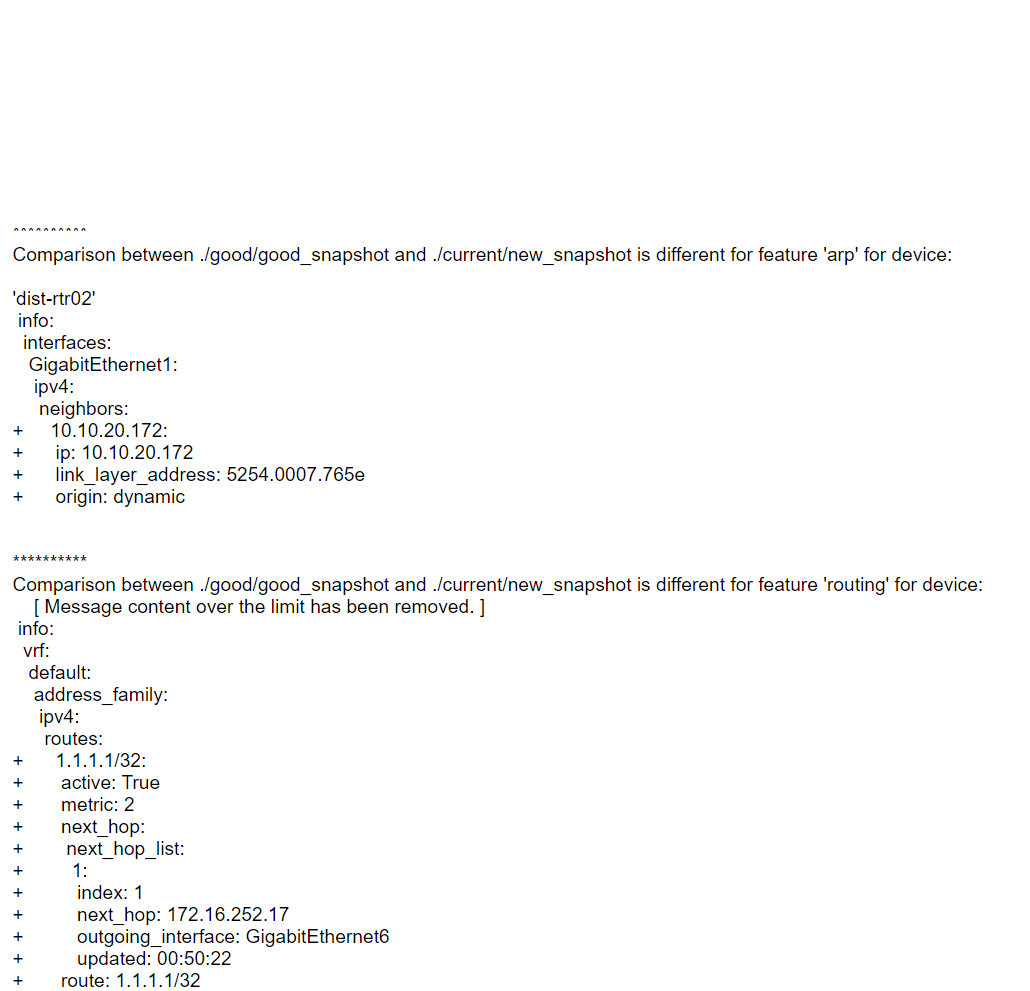 **********
Comparison between ./good/good_snapshot and ./current/new_snapshot is different for feature 'arp' for device:
'dist-rtr02'
info:
interfaces:
GigabitEthernet1:
ipv4:
neighbors:
+ 10.10.20.172:
+ ip: 10.10.20.172
+ link_layer_address: 5254.0007.765e
+ origin: dynamic
**********
Comparison between ./good/good_snapshot and ./current/new_snapshot is different for feature 'routing' for device:
[ Message content over the limit has been removed. ]
info:
vrf:
default:
address_family:
ipv4:
routes:
+ 1.1.1.1/32:
+ active: True
+ metric: 2
+ next_hop:
+ next_hop_list:
+ 1:
+ index: 1
+ next_hop: 172.16.252.17
+ outgoing_interface: GigabitEthernet6
+ updated: 00:50:22
+ route: 1.1.1.1/32